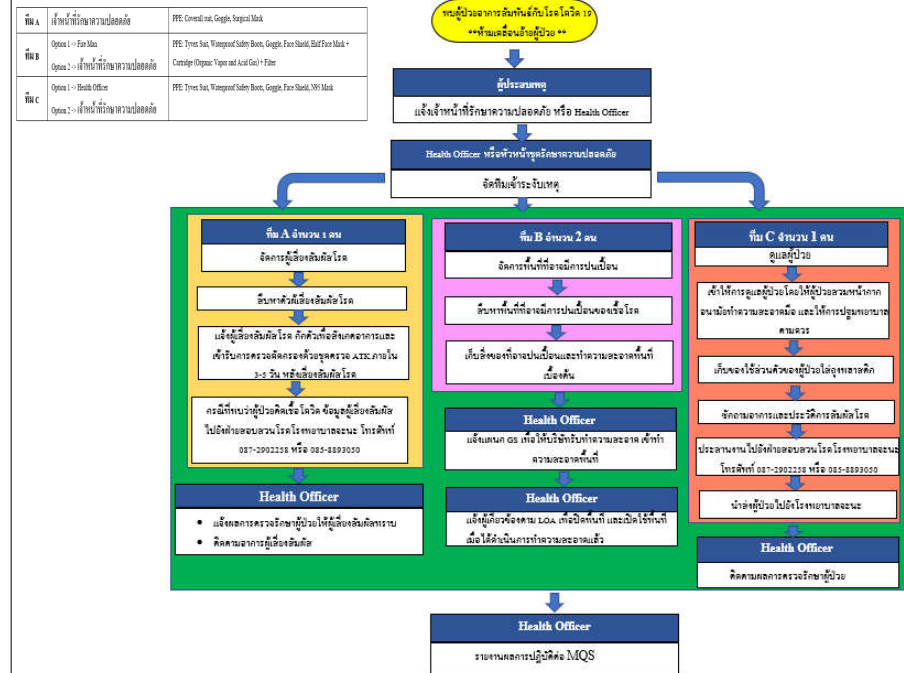 ทีม A
เจ้าหน้าที่รักษาความปลอดภัย
PPE: Coverall suit, Goggle, Surgical Mask
ทีม B
Option 1 -> Fire Man
Option 2 -> เจ้าหน้าที่รักษาความปลอดภัย
PPE: Tyvex Suit, Waterproof Safety Boots, Goggle, Face Shield, Half Face Mask +
Cartridge (Organic Vapor and Acid Gas) + Filter
ทีม C
Option 1 -> Health Officer
Option 2 -> เจ้าหน้าที่รักษาความปลอดภัย
PPE: Tyvex Suit, Waterproof Safety Boots, Goggle, Face Shield, N95 Mask
พบผู้ป่วยอาการสัมพันธ์กับโรคโควิด 19
**ห้ามเคลื่อนย้ายผู้ป่วย **
ผู้ประสบเหตุ
แจ้งเจ้าหน้าที่รักษาความปลอดภัย หรือ Health Officer
Health Officer หรือหัวหน้าชุดรักษาความปลอดภัย
จัดทีมเข้าระงับเหตุ
ทีม A จำนวน 1 คน
จัดการผู้เสี่ยงสัมผัสโรค
สืบหาตัวผู้เสี่ยงสัมผัสโรค
แจ้งผู้เสี่ยงสัมผัสโรค กักตัวเพื่อสังเกตอาการและ
เข้ารับการตรวจคัดกรองด้วยชุดตรวจ ATK ภายใน
3-5 วัน หลังเสี่ยงสัมผัสโรค
กรณีที่พบว่าผู้ป่วยติดเชื้อโควิด ข้อมูลผู้เสี่ยงสัมผัส
ไปยังฝ่ายสอบสวนโรคโรงพยาบาลจะนะ โทรศัพท์
087-2902258 หรือ 085-8893050
Health Officer
• แจ้งผลการตรวจรักษาผู้ป่วยให้ผู้เสี่ยงสัมผัสทราบ
• ติดตามอาการผู้เสี่ยงสัมผัส
ทีม B จำนวน 2 คน
จัดการพื้นที่ที่อาจมีการปนเปื้อน
สืบหาพื้นที่ที่อาจมีการปนเปื้อนของเชื้อโรค
เก็บสิ่งของที่อาจปนเปื้อนและทำความสะอาดพื้นที่
เบื้องต้น
Health Officer
แจ้งแผนก GS เพื่อให้บริษัทรับทำความสะอาด เข้าทำ
ความสะอาดพื้นที่
Health Officer
แจ้งผู้เกี่ยวข้องตาม LOA เพื่อปิดพื้นที่ และเปิดใช้พื้นที่
เมื่อได้ดำเนินการทำความสะอาดแล้ว
ทีม C จำนวน 1 คน
ดูแลผู้ป่วย
เข้าให้การดูแลผู้ป่วยโดยให้ผู้ป่วยสวมหน้ากาก
อนามัยทำความสะอาดมือ และให้การปฐมพยาบาล
ตามควร
เก็บของใช้ส่วนตัวของผู้ป่วยใส่ถุงพลาสติก
ซักถามอาการและประวัติการสัมผัสโรค
ประสานงานไปยังฝ่ายสอบสวนโรคโรงพยาบาลจะนะ
โทรศัพท์ 087-2902258 หรือ 085-8893050
นำส่งผู้ป่วยไปยังโรงพยาบาลจะนะ
Health Officer
ติดตามผลการตรวจรักษาผู้ป่วย
Health Officer
รายงานผลการปฏิบัติต่อ MQS